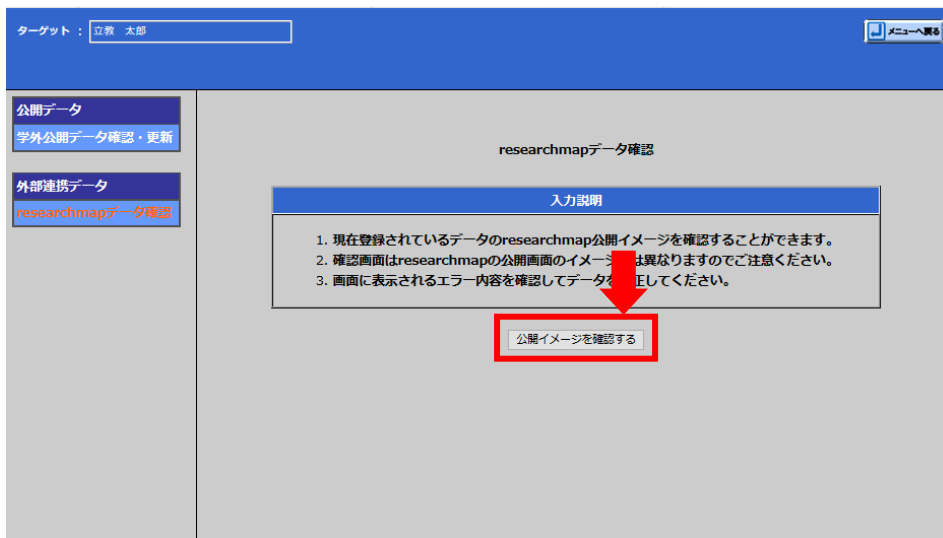 ターゲット : 立教 太郎
メニューへ戻る
公開データ
学外公開データ確認・更新
外部連携データ
researchmapデータ確認
researchmapデータ確認
入力説明
1. 現在登録されているデータのresearchmap公開イメージを確認することができます。
2. 確認画面はresearchmapの公開画面のイメージ は異なりますのでご注意ください。
3. 画面に表示されるエラー内容を確認してデータを 正してください。
公開イメージを確認する